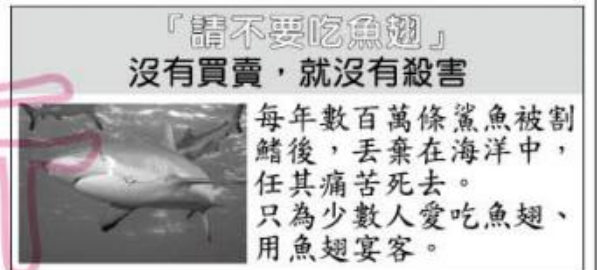 「請不要吃魚翅」
沒有買賣，就沒有殺害
每年數百萬條鯊魚被割
鰭後，丟棄在海洋中，
任其痛苦死去。
只為少數人愛吃魚翅、
用魚翅宴客。